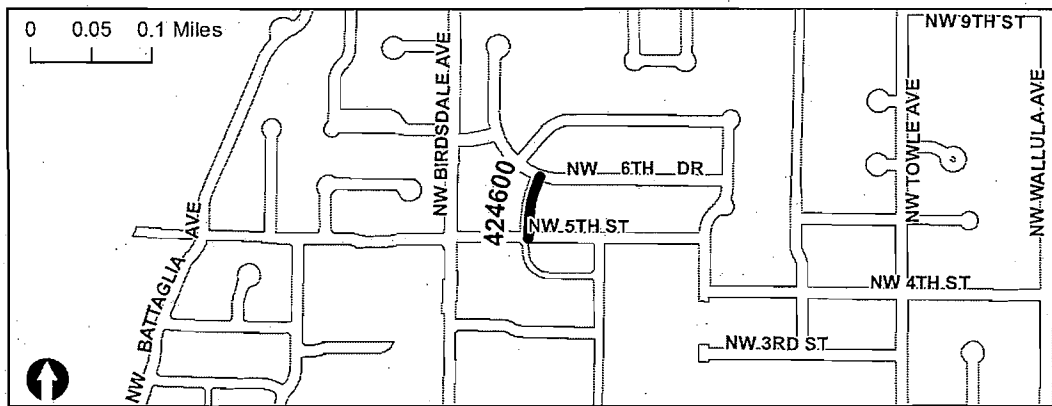 0 0.05 0.1 Miles
NW 9TH ST
NW BIRDSDALE AVE
NW TOWLE AVE
NW WALLULA AVE
424600
NW 6TH DR
NW 5TH ST
NW BATTAGLIA AVE
NW 4TH ST
NW 3RD ST